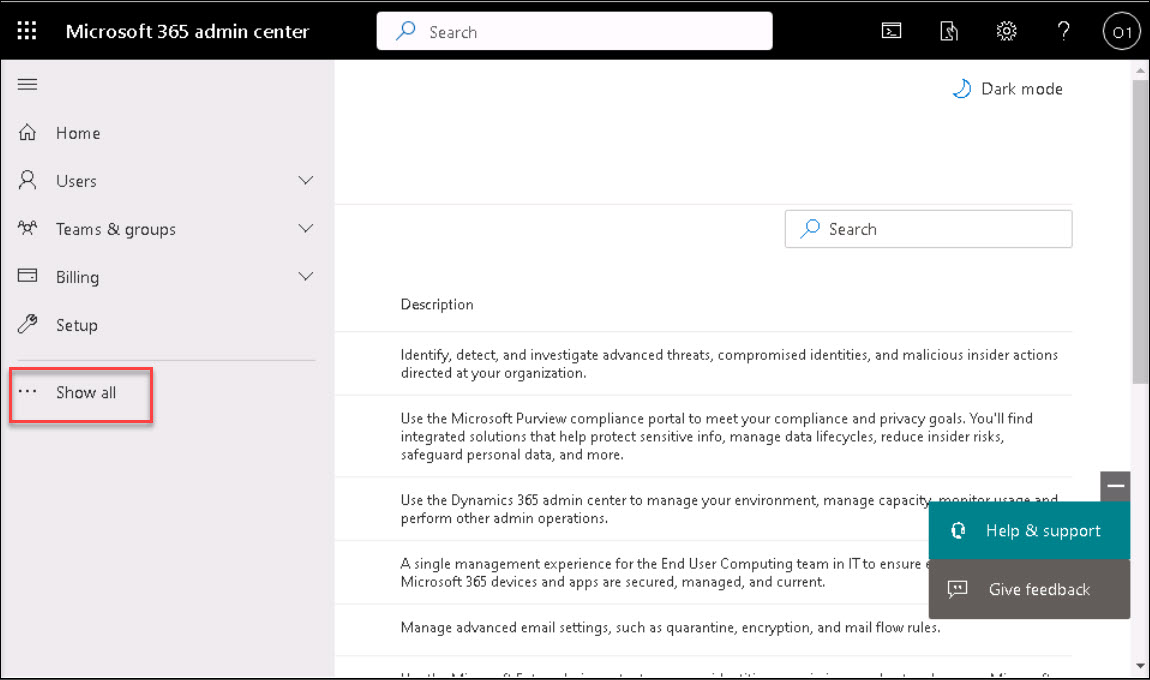 Microsoft 365 admin center
Search
O1
Dark mode
Home
Users
Teams & groups
Billing
Setup
Show all
Search
Description
Identify, detect, and investigate advanced threats, compromised identities, and malicious insider actions
directed at your organization.
Use the Microsoft Purview compliance portal to meet your compliance and privacy goals. You'll find
integrated solutions that help protect sensitive info, manage data lifecycles, reduce insider risks,
safeguard personal data, and more.
Use the Dynamics 365 admin center to manage your environment, manage capacity, monitor usage and
perform other admin operations.
A single management experience for the End User Computing team in IT to ensure
Microsoft 365 devices and apps are secured, managed, and current.
Manage advanced email settings, such as quarantine, encryption, and mail flow rules.
Help & support
Give feedback